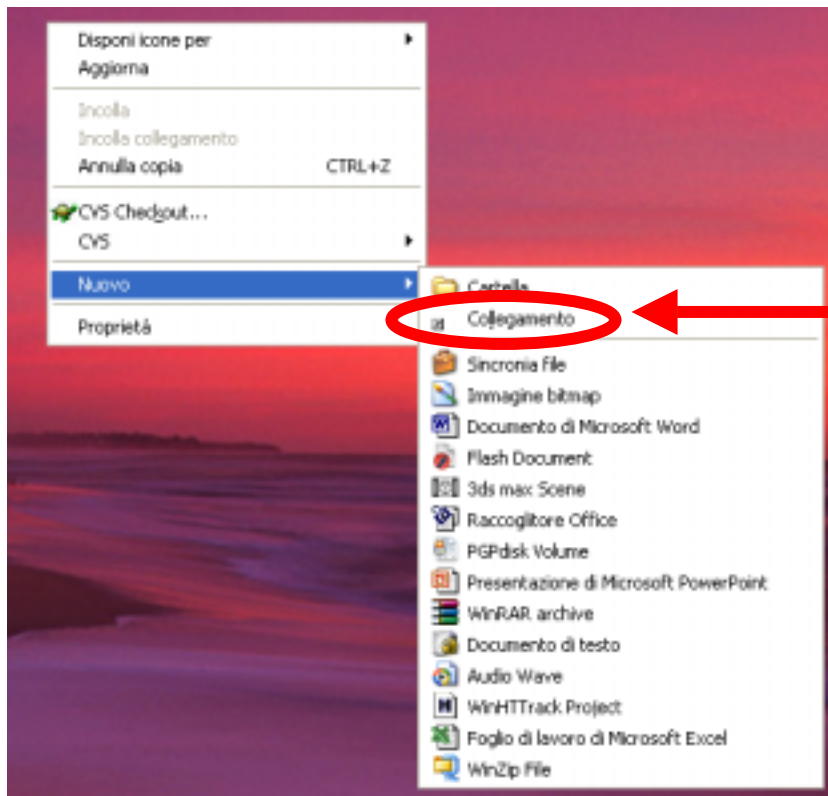 Disponi icone per
Aggiorna
Incolla
Incolla collegamento
Annulla copia CTRL+Z
CVS Checkout...
CVS
Nuovo
Proprietà
Cartella
Collegamento
Sincronia file
Immagine bitmap
Documento di Microsoft Word
Flash Document
3ds max Scene
Raccoglitore Office
PGPdisk Volume
Presentazione di Microsoft PowerPoint
WinRAR archive
Documento di testo
Audio Wave
WinHTTrack Project
Foglio di lavoro di Microsoft Excel
WinZip File